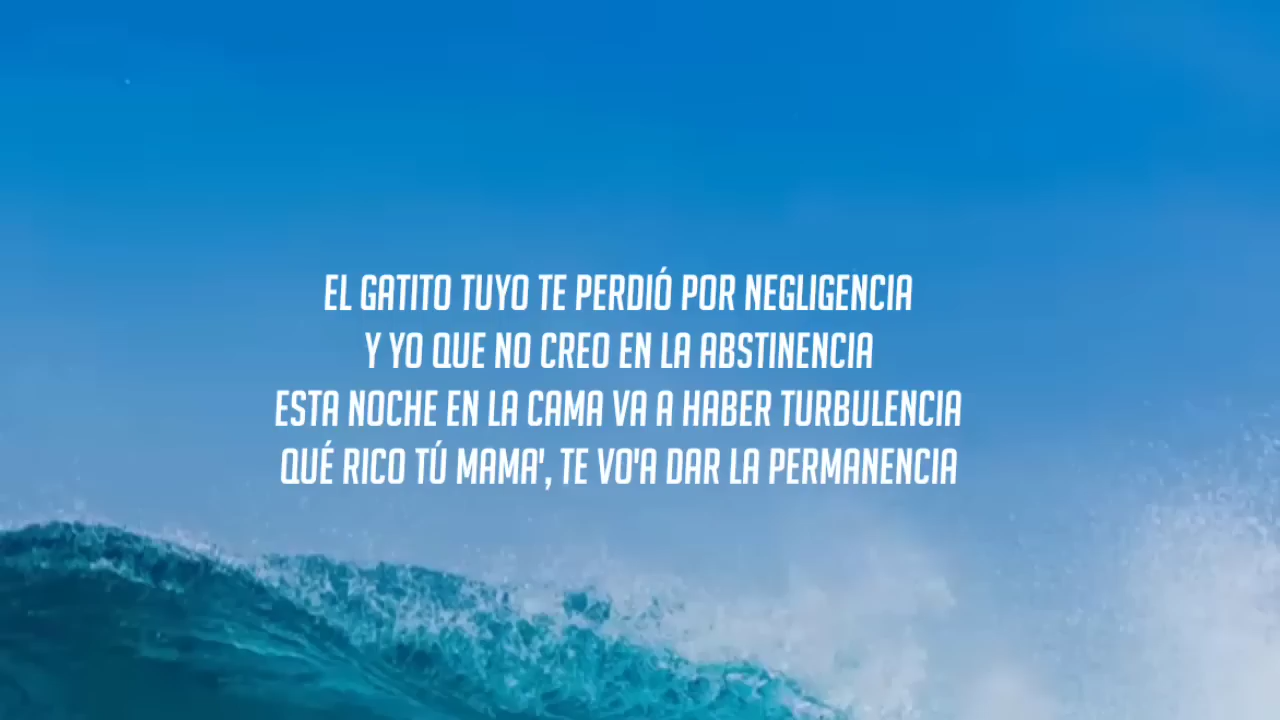 EL GATITO TUYO TE PERDIÓ POR NEGLIGENCIA
Y YO QUE NO CREO EN LA ABSTINENCIA
ESTA NOCHE EN LA CAMA VA A HABER TURBULENCIA
QUÉ RICO TÚ MAMA', TE VO'A DAR LA PERMANENCIA